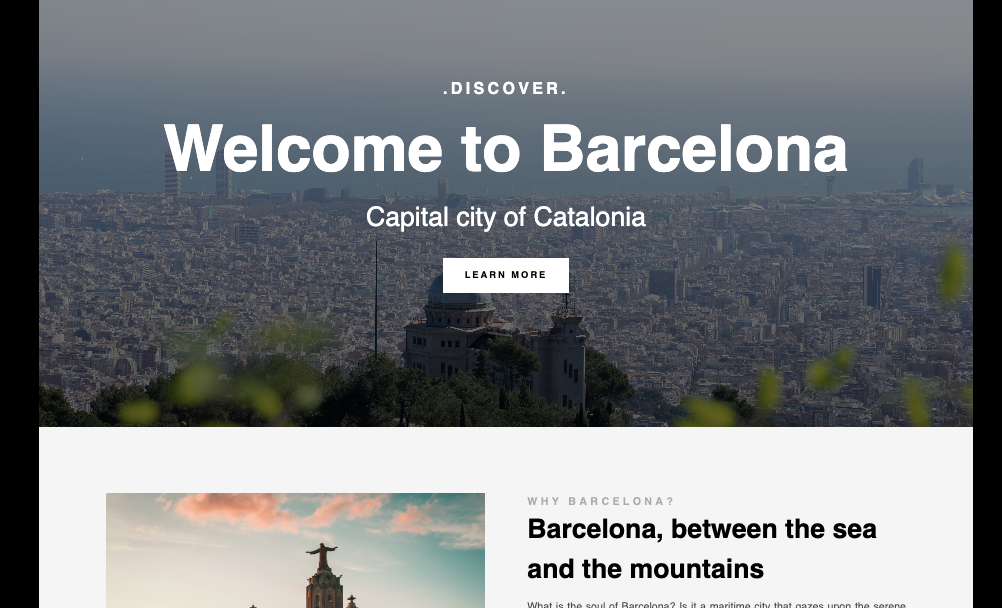 .DISCOVER.
Welcome to Barcelona
Capital city of Catalonia
LEARN MORE
WHY BARCELONA?
Barcelona, between the sea
and the mountains
What is the soul of Barcelona? Is it a maritime city that gazes upon the serene